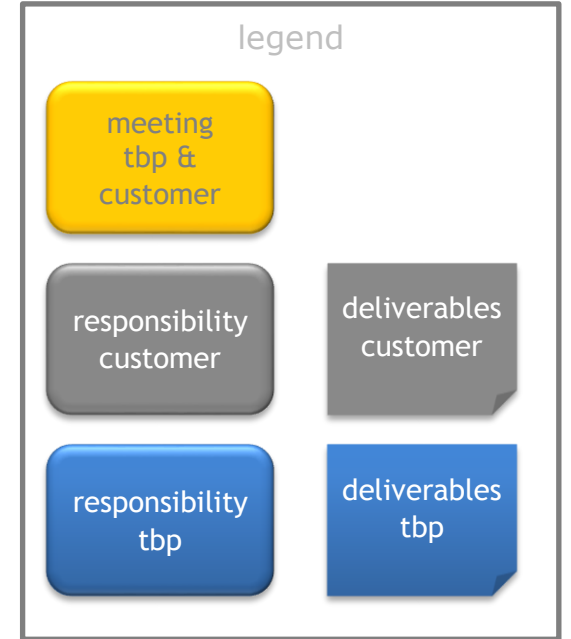 legend
meeting
tbp &
customer
responsibility
customer
deliverables
customer
responsibility
tbp
deliverables
tbp